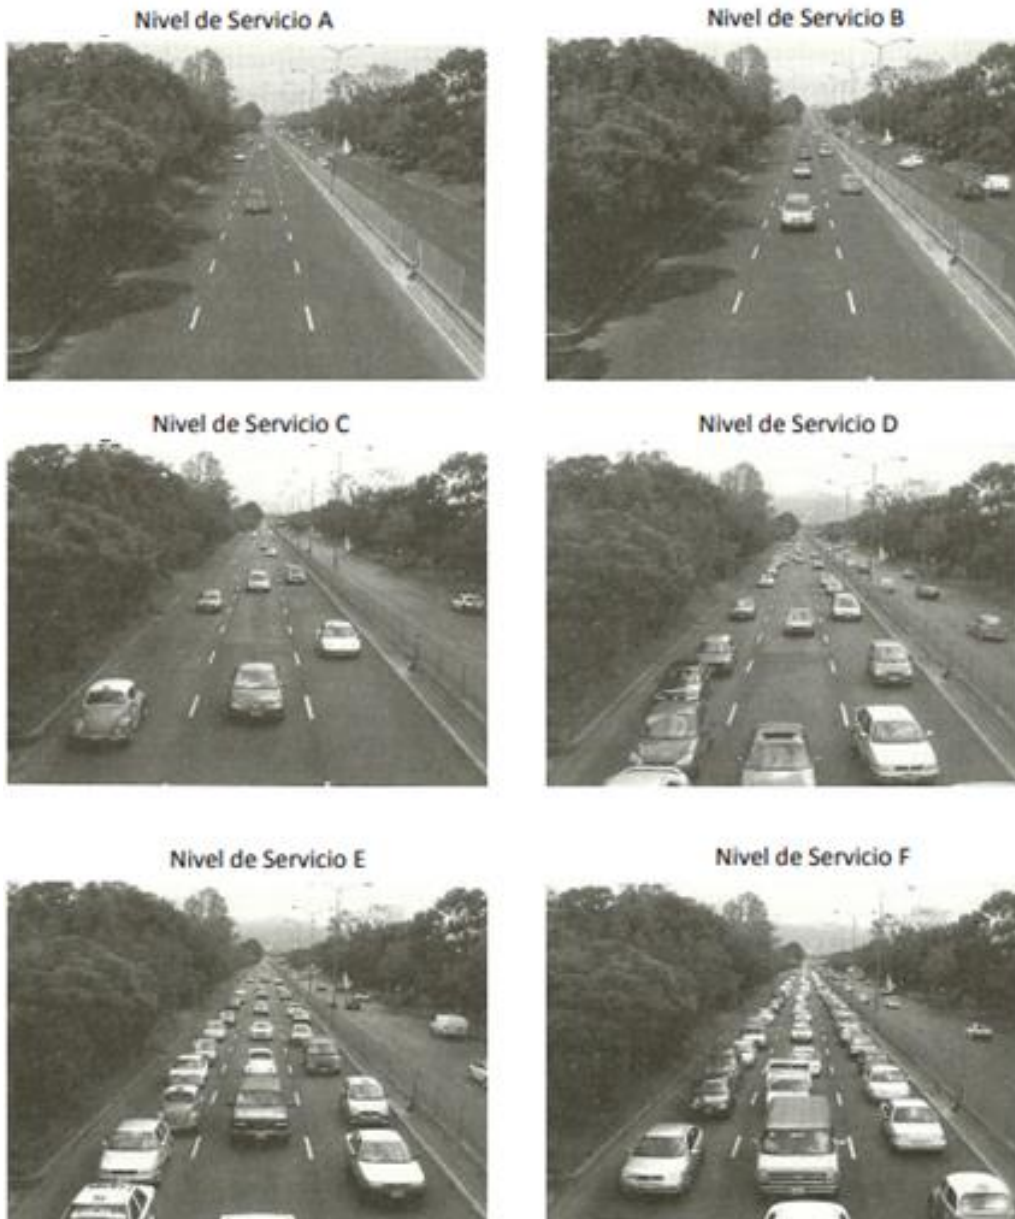 Nivel de Servicio A
Nivel de Servicio B
Nivel de Servicio C
Nivel de Servicio D
Nivel de Servicio E
Nivel de Servicio F